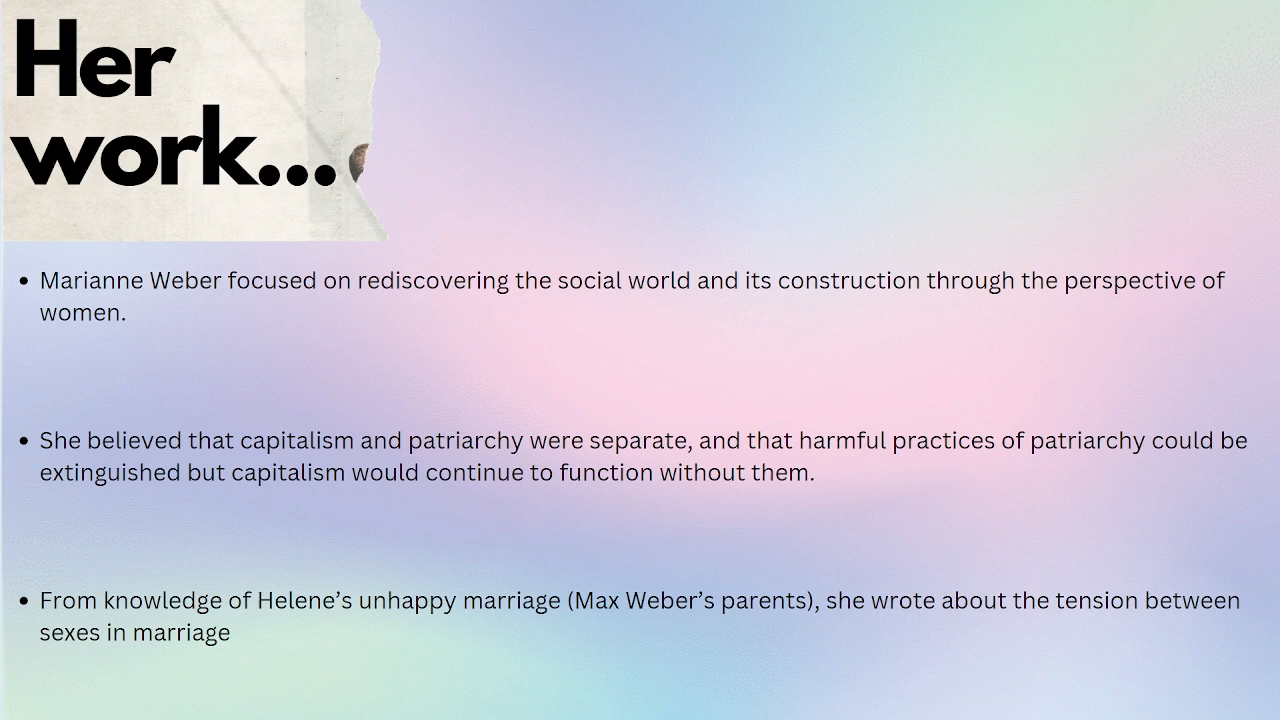 Her
work...
• Marianne Weber focused on rediscovering the social world and its construction through the perspective of
women.
• She believed that capitalism and patriarchy were separate, and that harmful practices of patriarchy could be
extinguished but capitalism would continue to function without them.
• From knowledge of Helene’s unhappy marriage (Max Weber’s parents), she wrote about the tension between
sexes in marriage